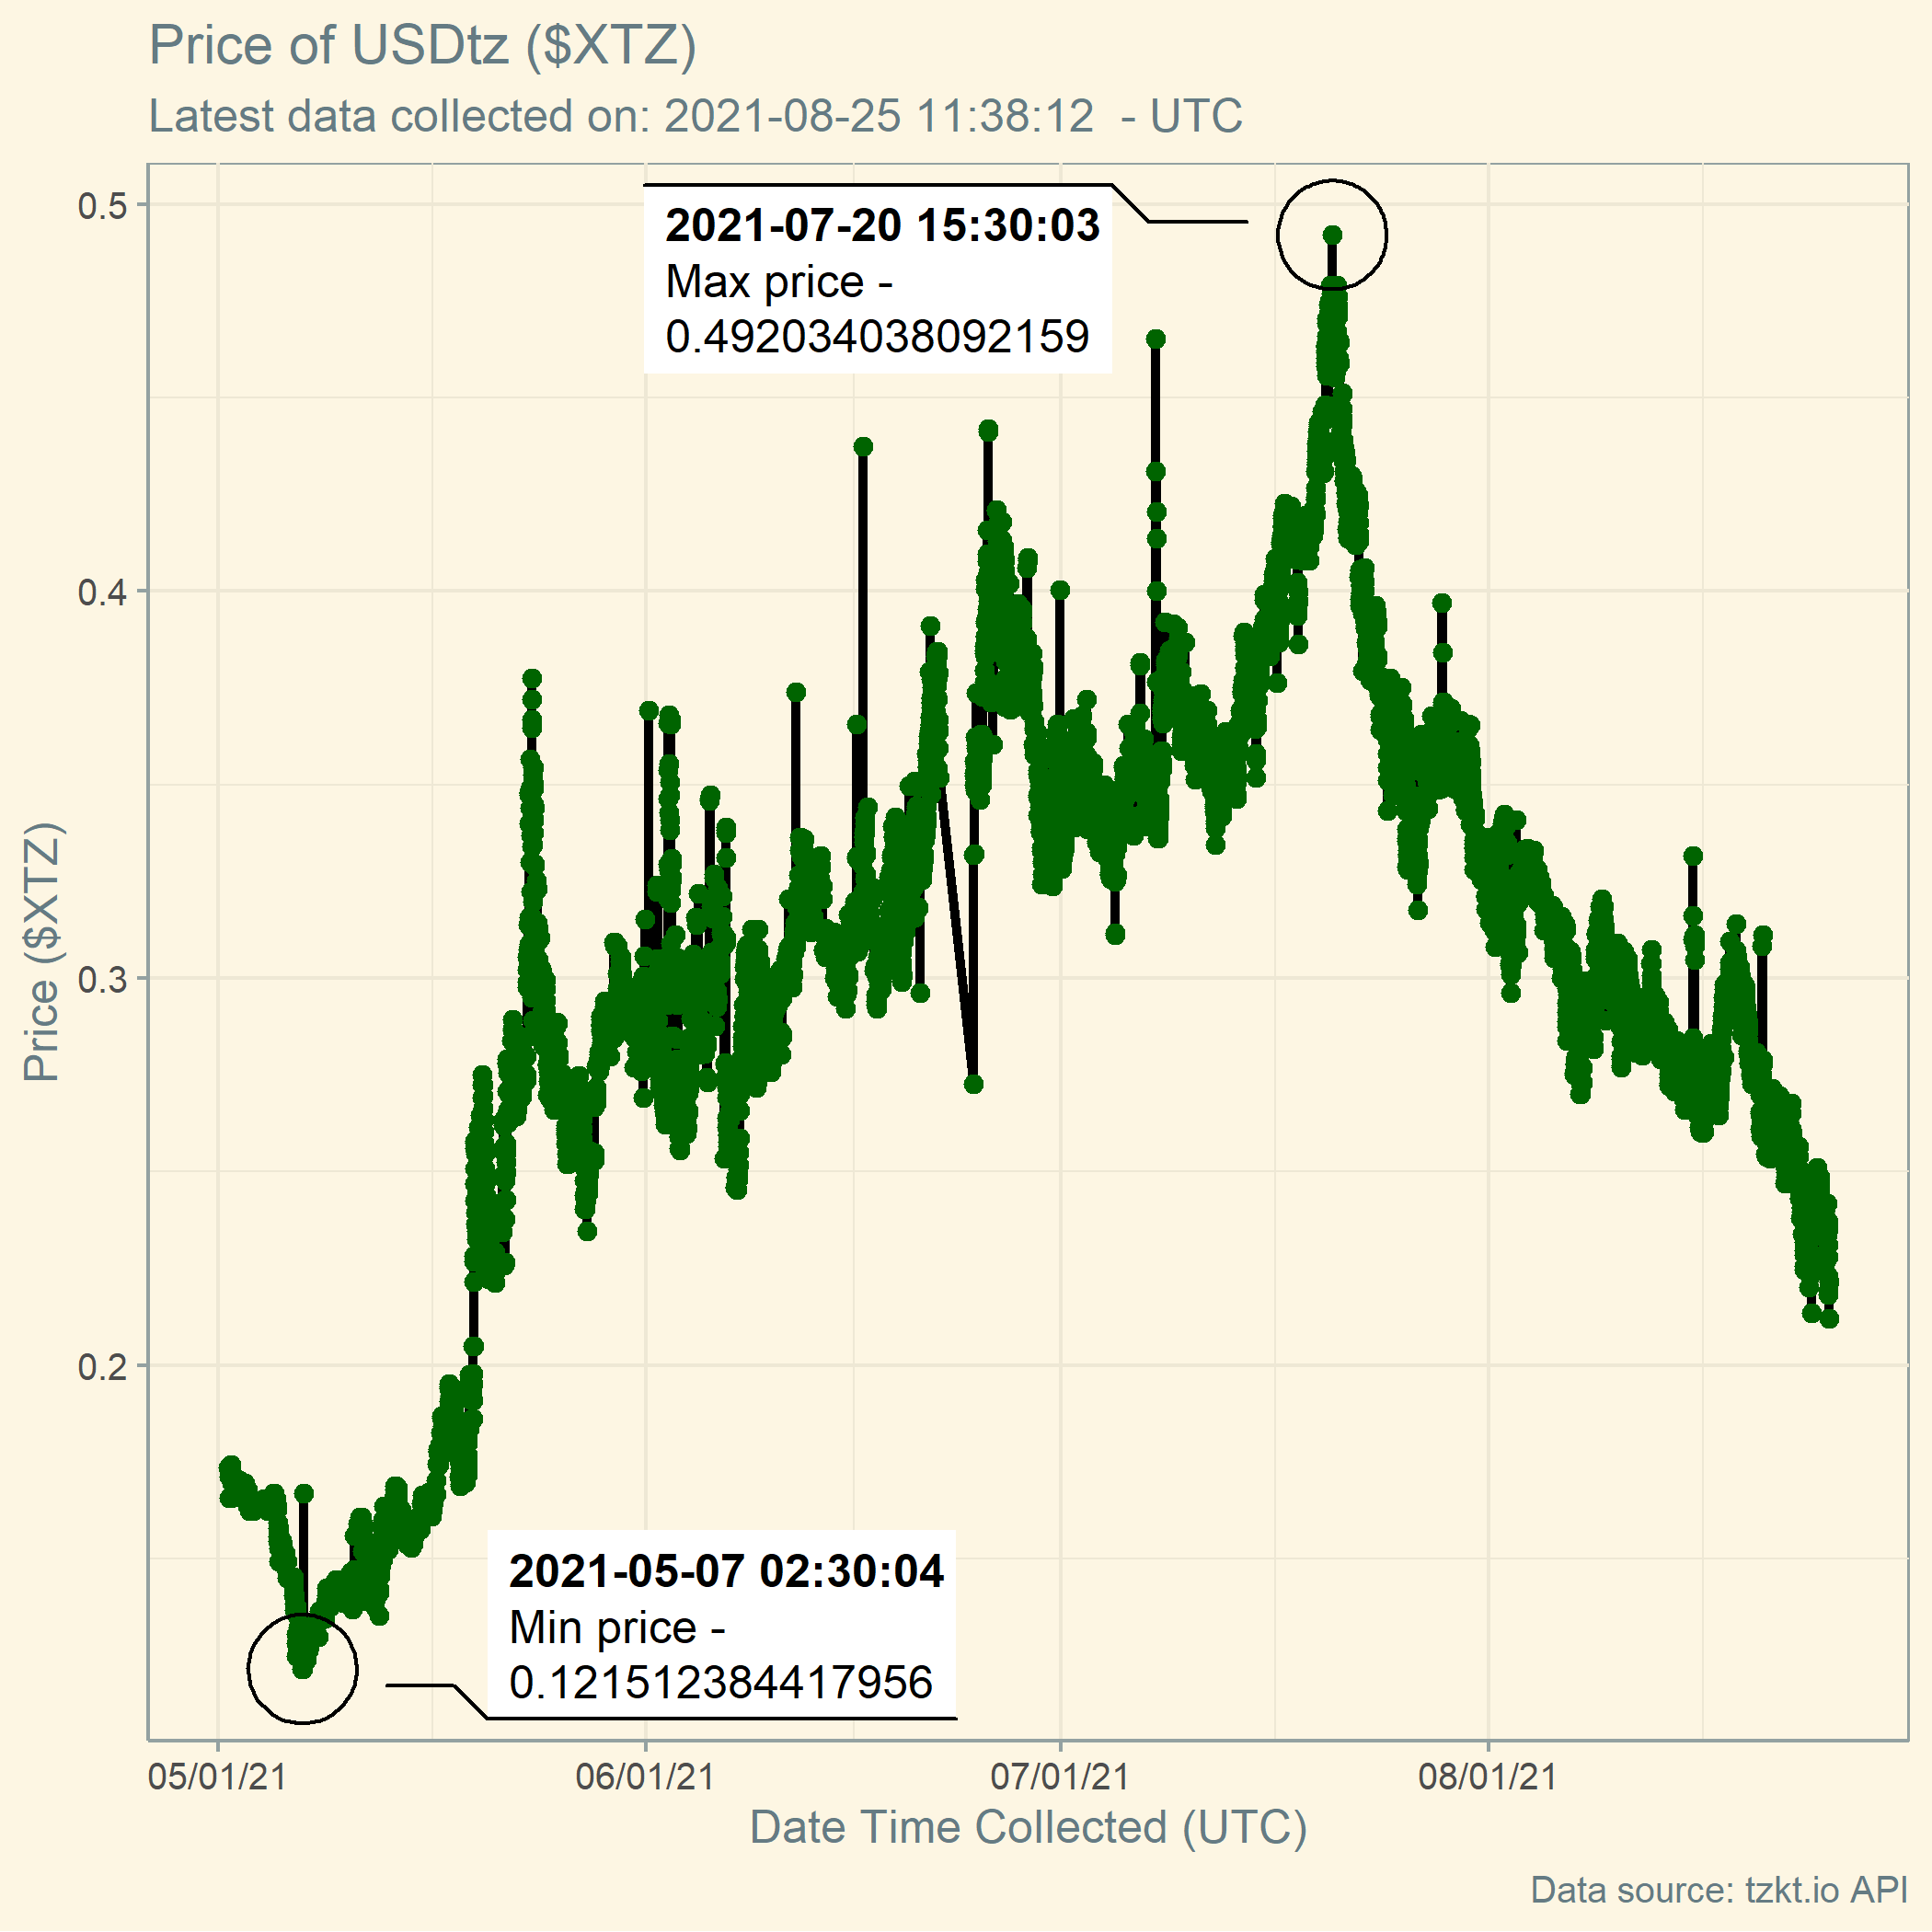 Price of USDtz ($XTZ)
Latest data collected on: 2021-08-25 11:38:12  - UTC
0.5
0.4
0.3
0.2
Price ($XTZ)
2021-07-20 15:30:03
Max price -
0.492034038092159
2021-05-07 02:30:04
Min price -
0.121512384417956
05/01/21
06/01/21
07/01/21
08/01/21
Date Time Collected (UTC)
Data source: tzkt.io API